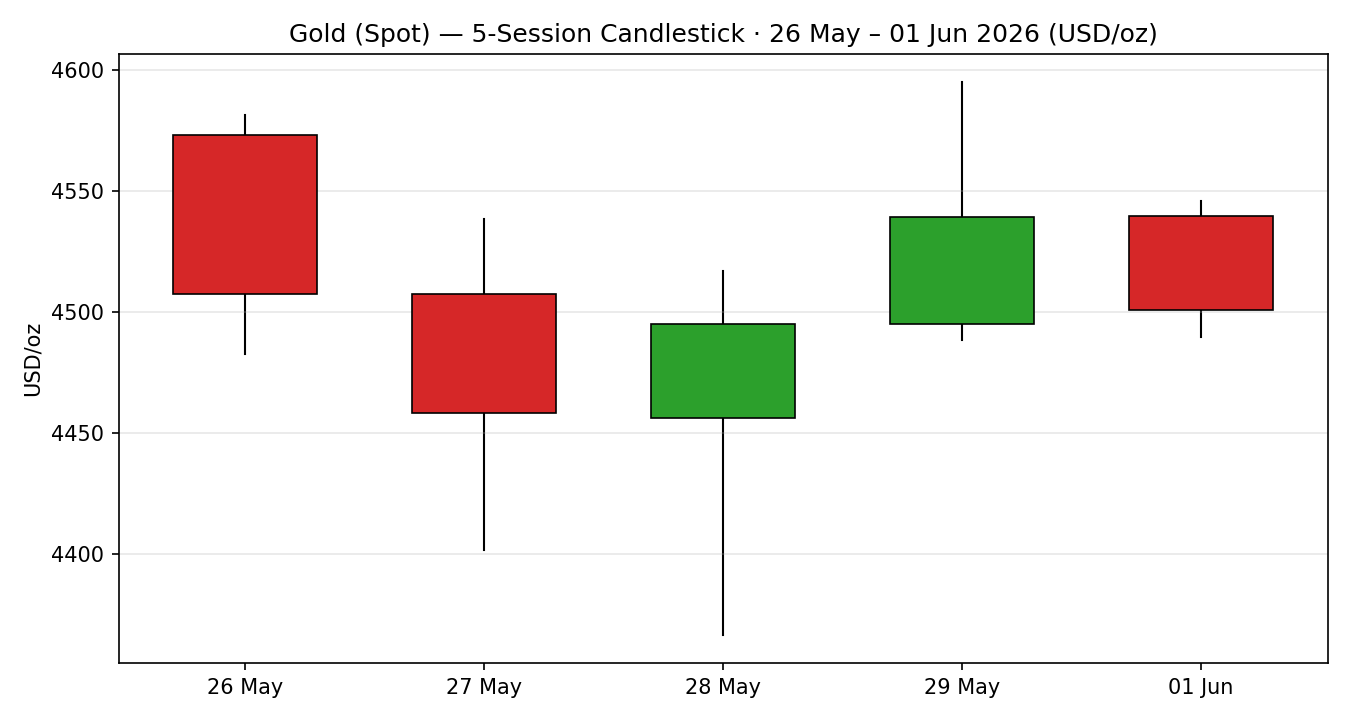 Gold (Spot) — 5-Session Candlestick · 26 May – 01 Jun 2026 (USD/oz)
USD/oz
4600
4550
4500
4450
4400
26 May
27 May
28 May
29 May
01 Jun